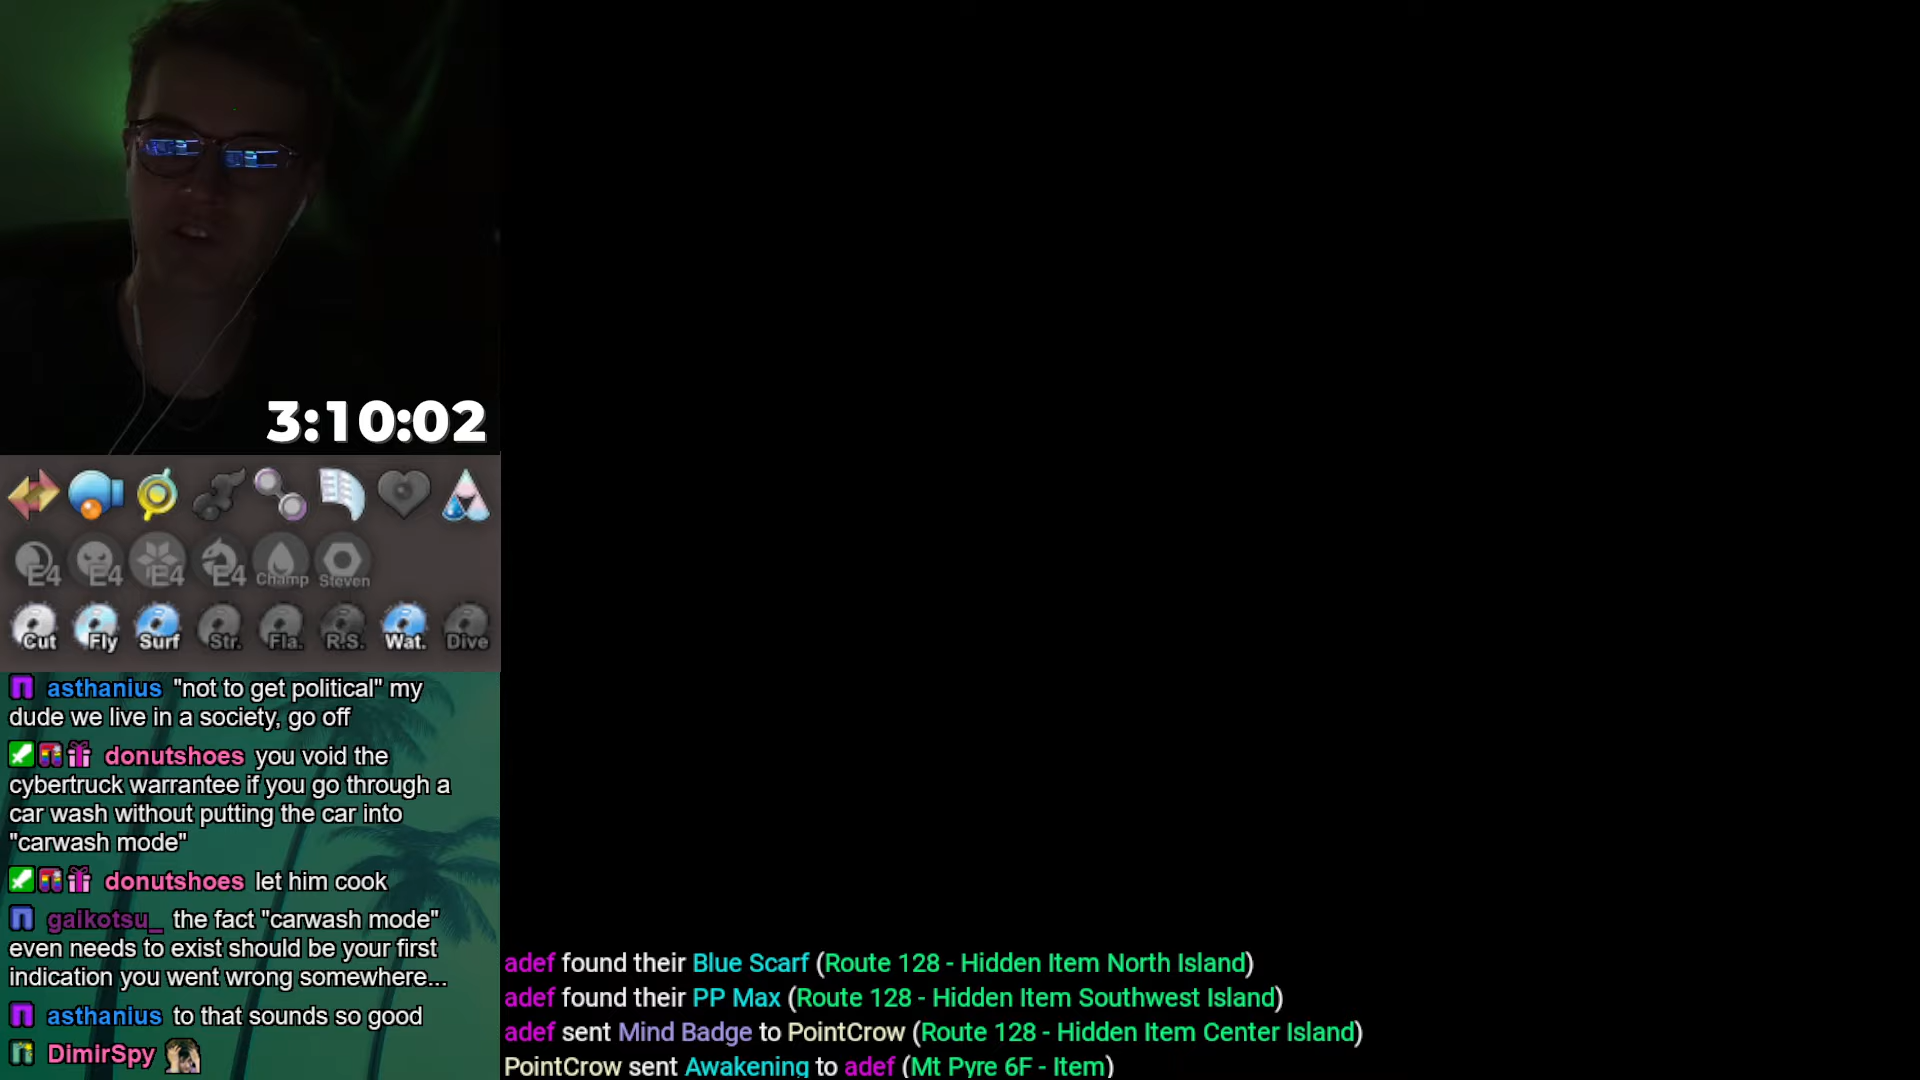 3:10:02
E4 E4 E4 E4 Champ Steven
Cut Fly Surf Str. Fla. R.S. Wat. Dive
asthanius "not to get political" my
dude we live in a society, go off
donutshoes you void the
cybertruck warrantee if you go through a
car wash without putting the car into
"carwash mode"
donutshoes let him cook
gaikotsu_ the fact "carwash mode"
even needs to exist should be your first
indication you went wrong somewhere...
asthanius to that sounds so good
DimirSpy
adef found their Blue Scarf (Route 128 - Hidden Item North Island)
adef found their PP Max (Route 128 - Hidden Item Southwest Island)
adef sent Mind Badge to PointCrow (Route 128 - Hidden Item Center Island)
PointCrow sent Awakening to adef (Mt Pyre 6F - Item)